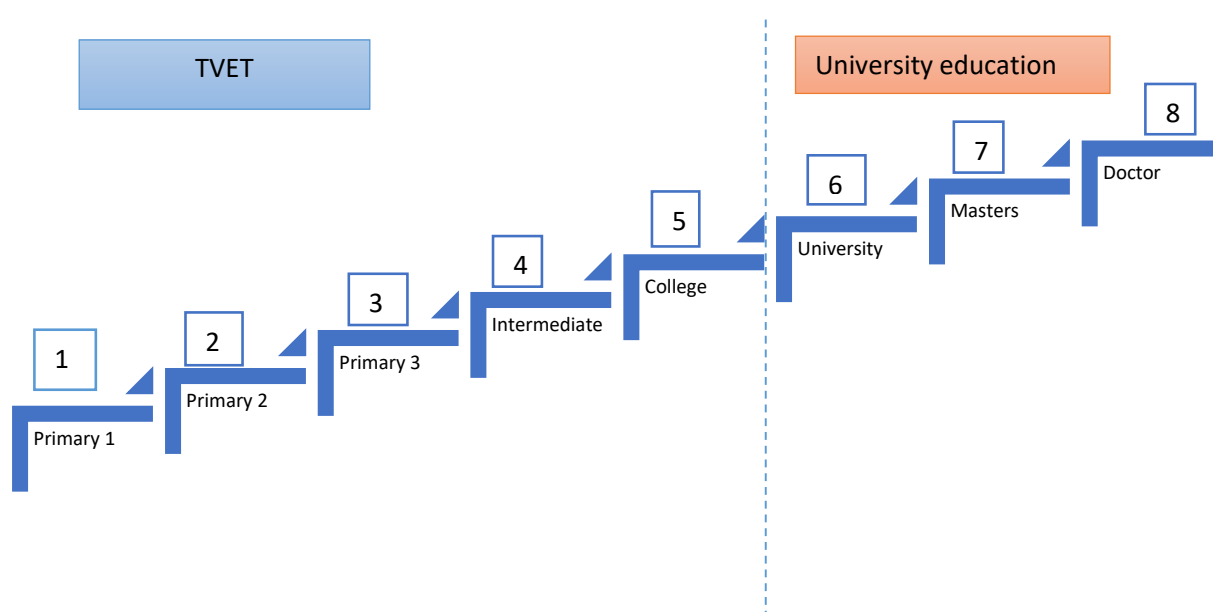 TVET
University education
1
Primary 1
2
Primary 2
3
Primary 3
4
Intermediate
5
College
6
University
7
Masters
8
Doctor